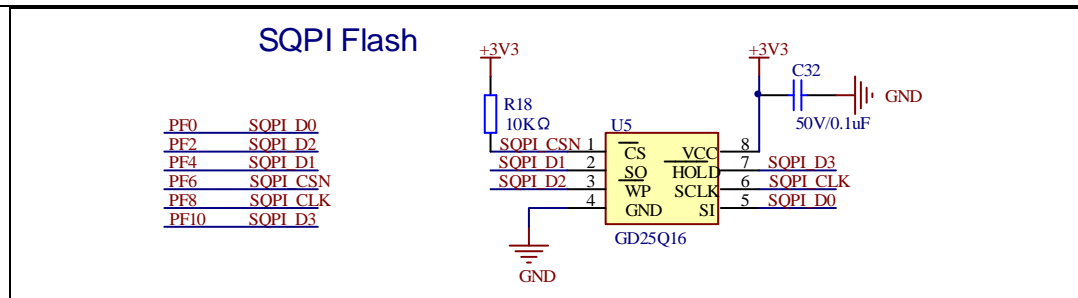 SQPI Flash
+3V3
+3V3
C32
GND
50V/0.1uF
R18
10KΩ
U5
PF0 SQPI_D0
PF2 SQPI_D2
PF4 SQPI_D1
PF6 SQPI_CSN
PF8 SQPI_CLK
PF10 SQPI_D3
SQPI_CSN 1 CS VCC 8
SQPI_D1 2 SO HOLD 7 SQPI_D3
SQPI_D2 3 WP SCLK 6 SQPI_CLK
4 GND SI 5 SQPI_D0
GD25Q16
GND